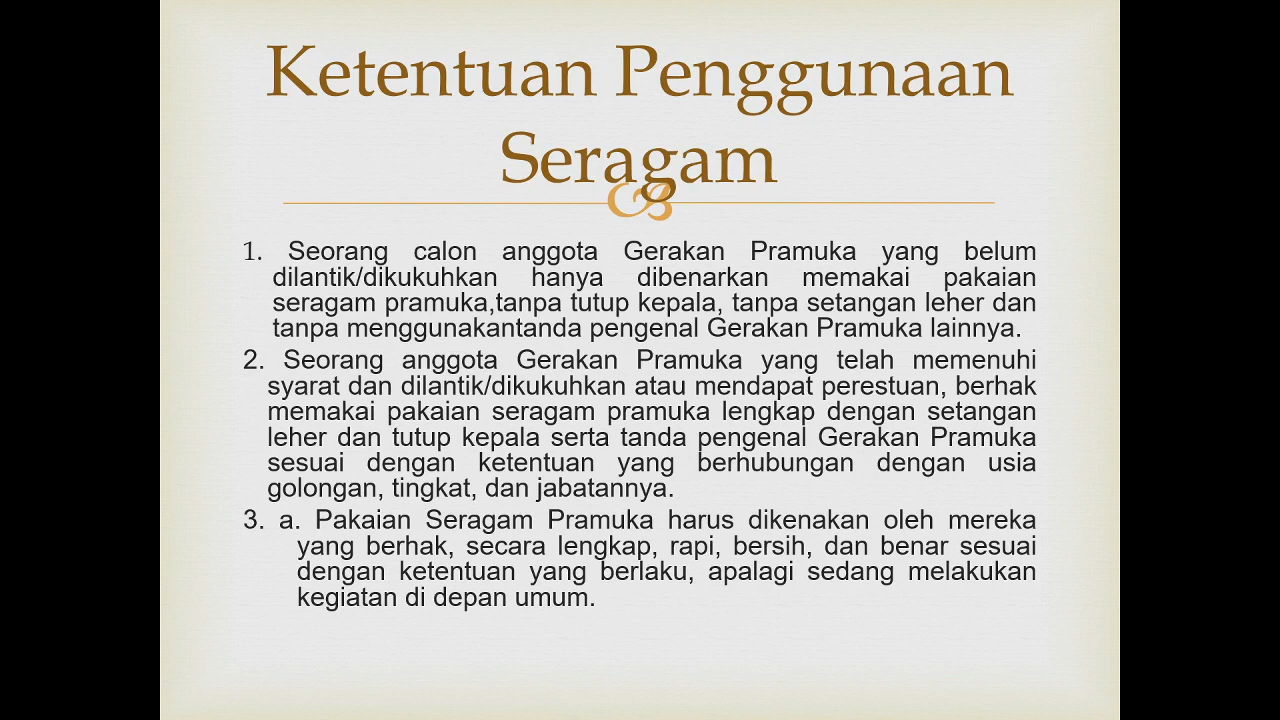 Ketentuan Penggunaan
Seragam
1. Seorang calon anggota Gerakan Pramuka yang belum
dilantik/dikukuhkan hanya dibenarkan memakai pakaian
seragam pramuka,tanpa tutup kepala, tanpa setangan leher dan
tanpa menggunakantanda pengenal Gerakan Pramuka lainnya.
2. Seorang anggota Gerakan Pramuka yang telah memenuhi
syarat dan dilantik/dikukuhkan atau mendapat perestuan, berhak
memakai pakaian seragam pramuka lengkap dengan setangan
leher dan tutup kepala serta tanda pengenal Gerakan Pramuka
sesuai dengan ketentuan yang berhubungan dengan usia
golongan, tingkat, dan jabatannya.
3. a. Pakaian Seragam Pramuka harus dikenakan oleh mereka
yang berhak, secara lengkap, rapi, bersih, dan benar sesuai
dengan ketentuan yang berlaku, apalagi sedang melakukan
kegiatan di depan umum.